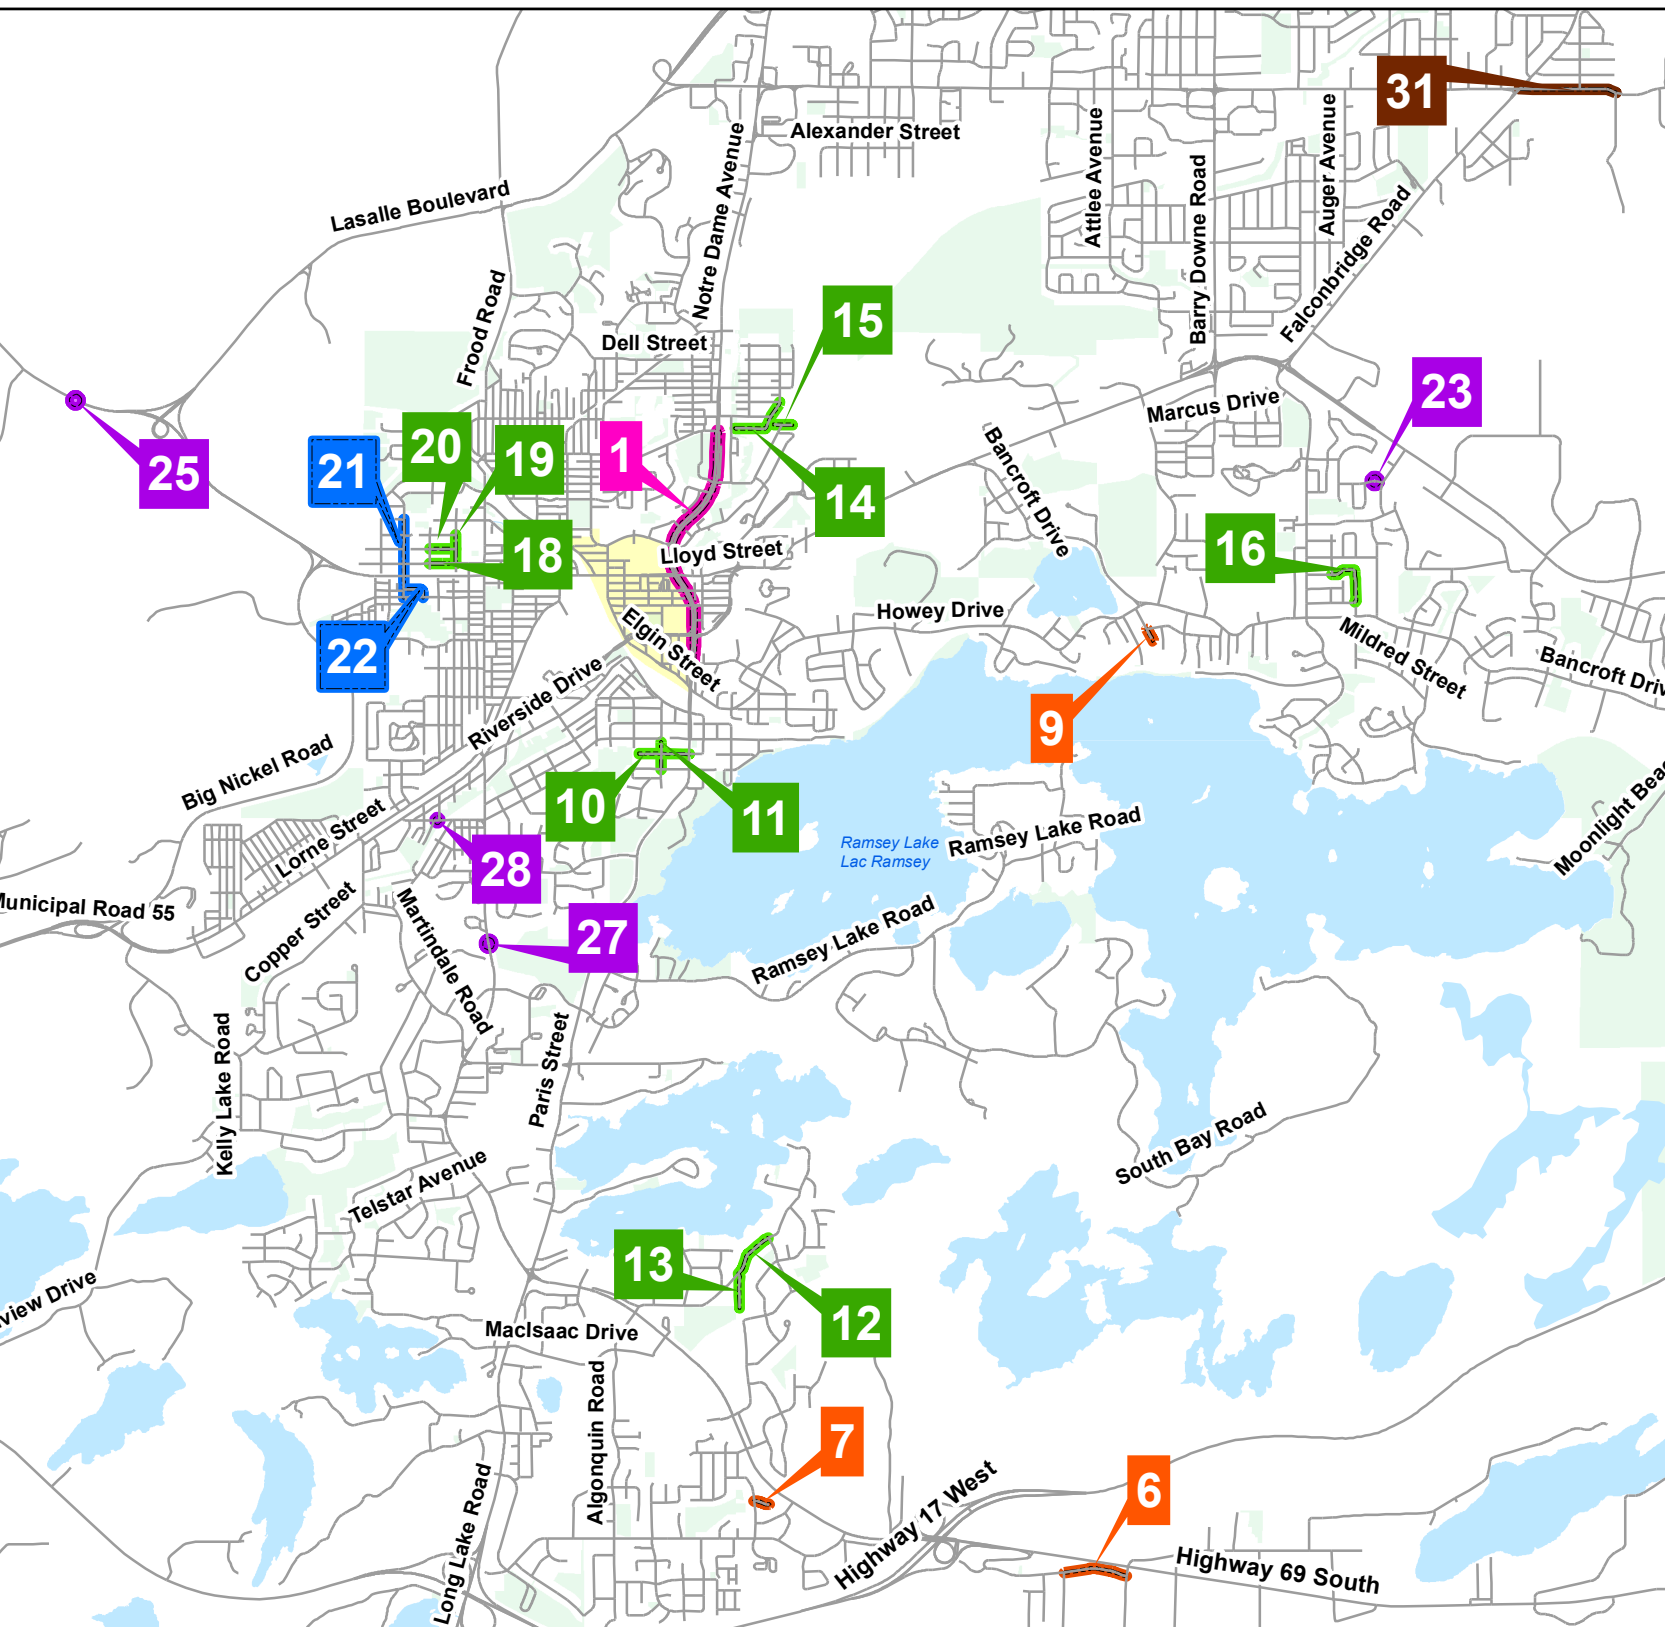 31
Alexander Street
Notre Dame Avenue
Attlee Avenue
Barry Downe Road
Auger Avenue
Falconbridge Road
Lasalle Boulevard
Frood Road
15
Dell Street
23
Marcus Drive
25
21
20
19
1
14
Bancroft Drive
18
Lloyd Street
16
22
Elgin Street
Howey Drive
Mildred Street
Bancroft Driv
Riverside Drive
9
Big Nickel Road
10
11
Lorne Street
28
Ramsey Lake
Lac Ramsey
Ramsey Lake Road
Moonlight Beac
Municipal Road 55
Copper Street
Martindale Road
27
Ramsey Lake Road
Kelly Lake Road
Paris Street
South Bay Road
Telstar Avenue
13
12
view Drive
MacIsaac Drive
Algonquin Road
7
6
Long Lake Road
Highway 17 West
Highway 69 South